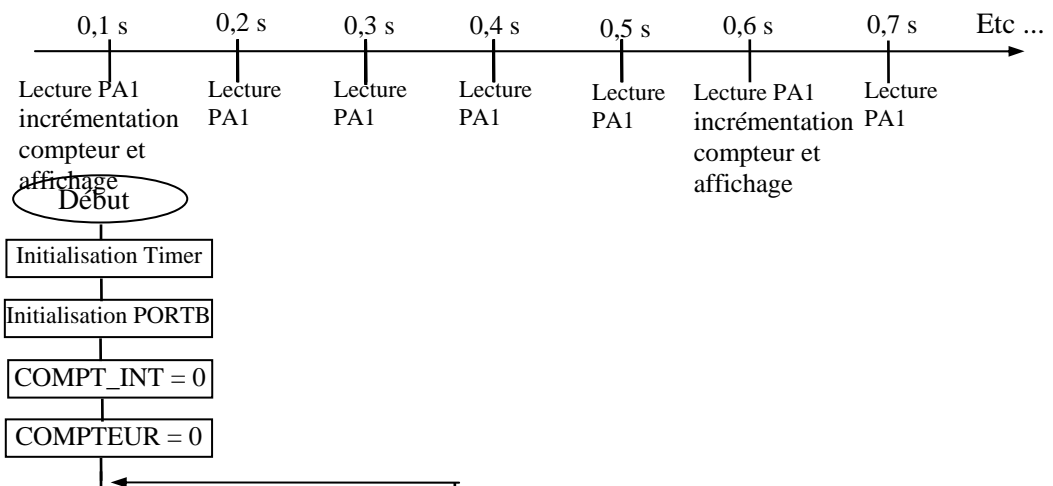 0,1 s 0,2 s 0,3 s 0,4 s 0,5 s 0,6 s 0,7 s Etc ...
Lecture PA1
incrémentation
compteur et
affichage
Lecture
PA1
Lecture
PA1
Lecture
PA1
Lecture
PA1
Lecture PA1
incrémentation
compteur et
affichage
Lecture
PA1
Début
Initialisation Timer
Initialisation PORTB
COMPT_INT = 0
COMPTEUR = 0